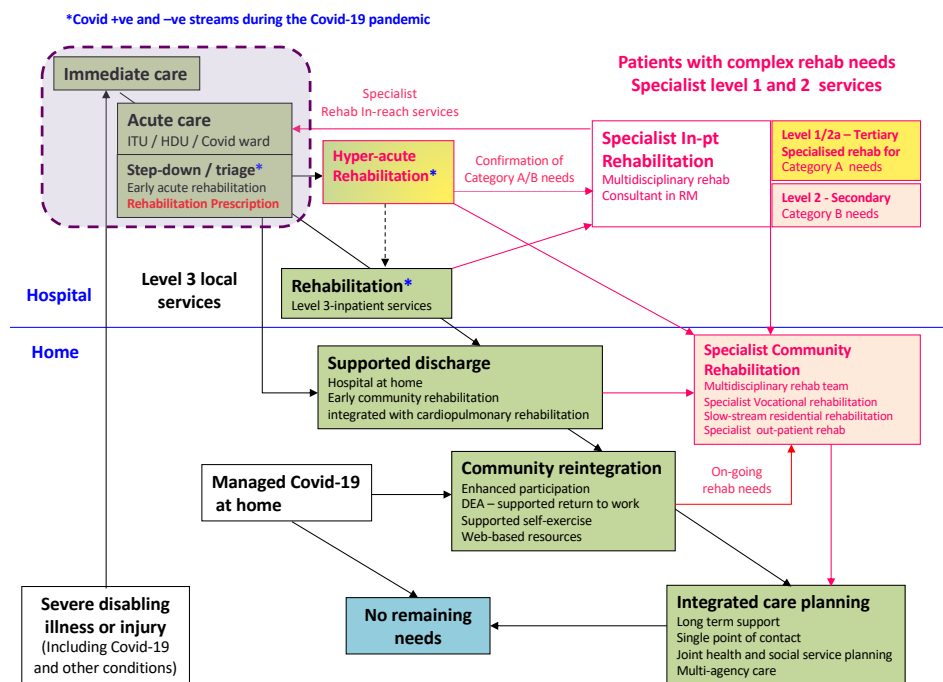 *Covid +ve and –ve streams during the Covid-19 pandemic
Immediate care
Acute care
ITU / HDU / Covid ward
Step-down / triage*
Early acute rehabilitation
Rehabilitation Prescription
Specialist
Rehab In-reach services
Patients with complex rehab needs
Specialist level 1 and 2 services
Hyper-acute
Rehabilitation*
Confirmation of
Category A/B needs
Specialist In-pt
Rehabilitation
Multidisciplinary rehab
Consultant in RM
Level 1/2a – Tertiary
Specialised rehab for
Category A needs
Level 2 - Secondary
Category B needs
Level 3 local
services
Rehabilitation*
Level 3-inpatient services
Hospital
Home
Supported discharge
Hospital at home
Early community rehabilitation
integrated with cardiopulmonary rehabilitation
Specialist Community
Rehabilitation
Multidisciplinary rehab team
Specialist Vocational rehabilitation
Slow-stream residential rehabilitation
Specialist out-patient rehab
Managed Covid-19
at home
Community reintegration
Enhanced participation
DEA – supported return to work
Supported self-exercise
Web-based resources
On-going
rehab needs
Severe disabling
illness or injury
(Including Covid-19
and other conditions)
No remaining
needs
Integrated care planning
Long term support
Single point of contact
Joint health and social service planning
Multi-agency care